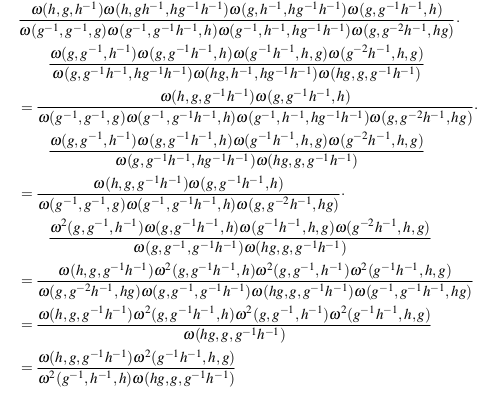 ω(h,g,h⁻¹)ω(h,gh⁻¹,hg⁻¹h⁻¹)ω(g,h⁻¹,hg⁻¹h⁻¹)ω(g,g⁻¹h⁻¹,h)
ω(g⁻¹,g⁻¹,g)ω(g⁻¹,g⁻¹h⁻¹,h)ω(g⁻¹,h⁻¹,hg⁻¹h⁻¹)ω(g,g⁻²h⁻¹,hg) ·
ω(g,g⁻¹,h⁻¹)ω(g,g⁻¹h⁻¹,h)ω(g⁻¹h⁻¹,h,g)ω(g⁻²h⁻¹,h,g)
ω(g,g⁻¹h⁻¹,hg⁻¹h⁻¹)ω(hg,h⁻¹,hg⁻¹h⁻¹)ω(hg,g,g⁻¹h⁻¹)
= ω(h,g,g⁻¹h⁻¹)ω(g,g⁻¹h⁻¹,h)
ω(g⁻¹,g⁻¹,g)ω(g⁻¹,g⁻¹h⁻¹,h)ω(g⁻¹,h⁻¹,hg⁻¹h⁻¹)ω(g,g⁻²h⁻¹,hg) ·
ω(g,g⁻¹,h⁻¹)ω(g,g⁻¹h⁻¹,h)ω(g⁻¹h⁻¹,h,g)ω(g⁻²h⁻¹,h,g)
ω(g,g⁻¹h⁻¹,hg⁻¹h⁻¹)ω(hg,g,g⁻¹h⁻¹)
= ω(h,g,g⁻¹h⁻¹)ω(g,g⁻¹h⁻¹,h)
ω(g⁻¹,g⁻¹,g)ω(g⁻¹,g⁻¹h⁻¹,h)ω(g,g⁻²h⁻¹,hg) ·
ω²(g,g⁻¹,h⁻¹)ω(g,g⁻¹h⁻¹,h)ω(g⁻¹h⁻¹,h,g)ω(g⁻²h⁻¹,h,g)
ω(g,g⁻¹,g⁻¹h⁻¹)ω(hg,g,g⁻¹h⁻¹)
= ω(h,g,g⁻¹h⁻¹)ω²(g,g⁻¹h⁻¹,h)ω²(g,g⁻¹,h⁻¹)ω²(g⁻¹h⁻¹,h,g)
ω(g,g⁻²h⁻¹,hg)ω(g,g⁻¹,g⁻¹h⁻¹)ω(hg,g,g⁻¹h⁻¹)ω(g⁻¹,g⁻¹h⁻¹,hg)
= ω(h,g,g⁻¹h⁻¹)ω²(g,g⁻¹h⁻¹,h)ω²(g,g⁻¹,h⁻¹)ω²(g⁻¹h⁻¹,h,g)
ω(hg,g,g⁻¹h⁻¹)
= ω(h,g,g⁻¹h⁻¹)ω²(g⁻¹h⁻¹,h,g)
ω²(g⁻¹,h⁻¹,h)ω(hg,g,g⁻¹h⁻¹)